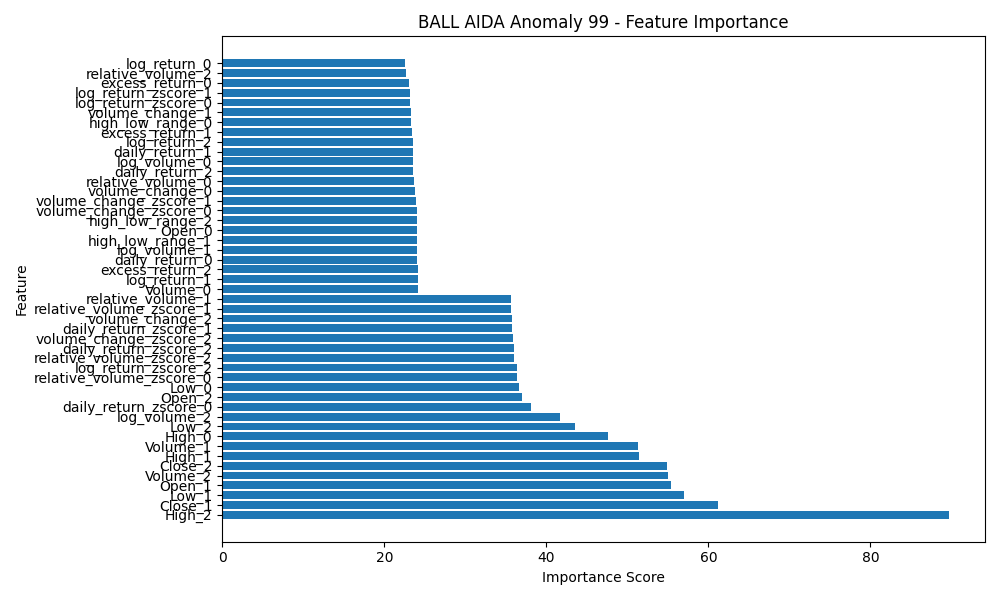 BALL AIDA Anomaly 99 - Feature Importance
log_return_0
relative_volume_2
excess_return_0
log_return_zscore_1
log_return_zscore_0
volume_change_1
high_low_range_0
excess_return_1
log_return_2
daily_return_1
log_volume_0
daily_return_2
relative_volume_0
volume_change_0
volume_change_zscore_1
volume_change_zscore_0
high_low_range_2
Open_0
high_low_range_1
log_volume_1
daily_return_0
excess_return_2
log_return_1
Volume_0
relative_volume_1
relative_volume_zscore_1
volume_change_2
daily_return_zscore_1
volume_change_zscore_2
daily_return_zscore_2
relative_volume_zscore_2
log_return_zscore_2
relative_volume_zscore_0
Low_0
Open_2
daily_return_zscore_0
log_volume_2
Low_2
High_0
Volume_1
High_1
Close_2
Volume_2
Open_1
Low_1
Close_1
High_2
Feature
0 20 40 60 80
Importance Score